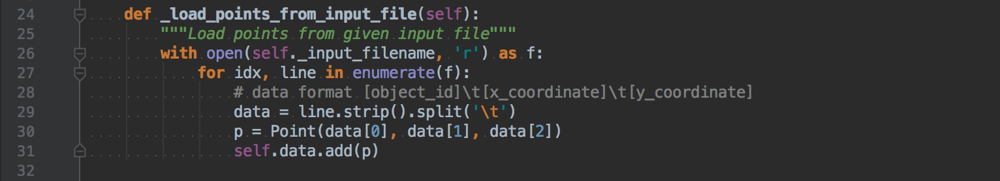 24 def _load_points_from_input_file(self):
25 """Load points from given input file"""
26 with open(self._input_filename, 'r') as f:
27 for idx, line in enumerate(f):
28 # data format [object_id]\t[x_coordinate]\t[y_coordinate]
29 data = line.strip().split('\t')
30 p = Point(data[0], data[1], data[2])
31 self.data.add(p)
32